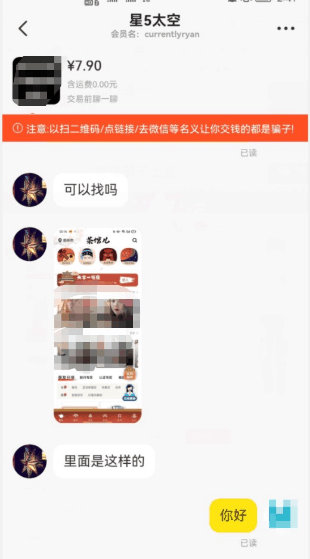 星5太空
会员名：currentlyryan
¥7.90
含运费0.00元
交易前聊一聊
注意:以扫二维码/点链接/去微信等名义让你交钱的都是骗子!
已读
可以找吗
茶馆儿
里面是这样的
你好
已读